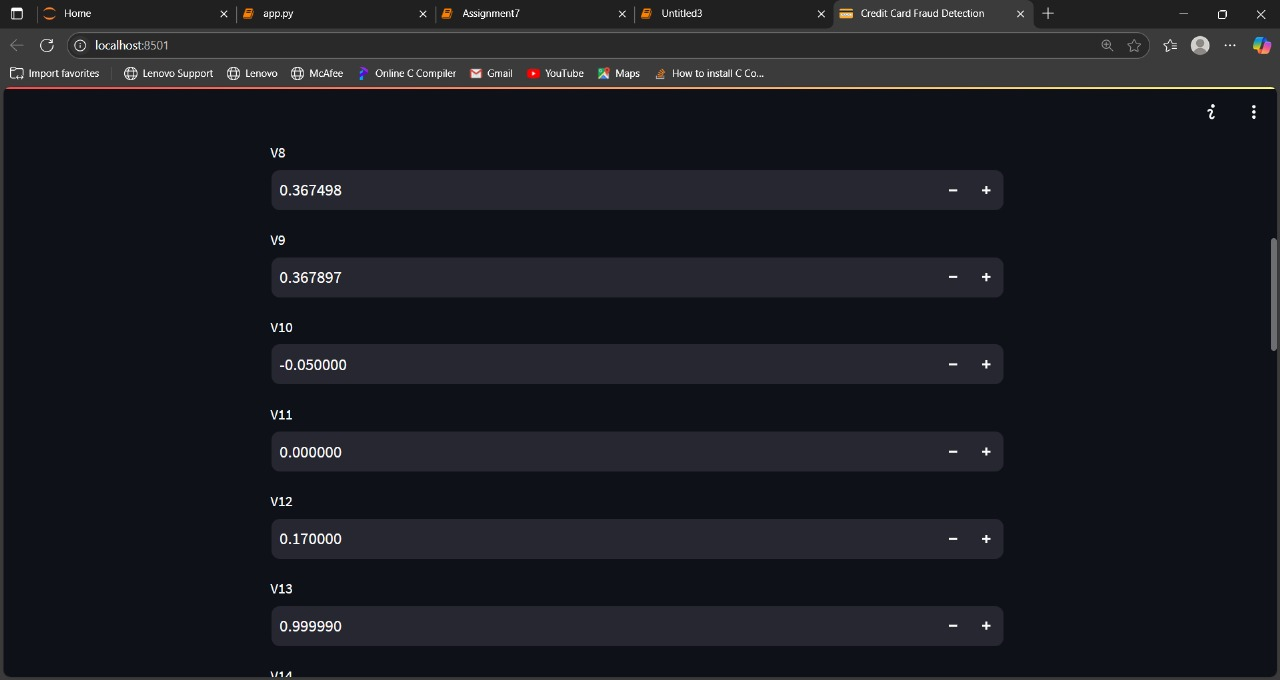 Home
app.py
Assignment7
Untitled3
Credit Card Fraud Detection
localhost:8501
Import favorites
Lenovo Support
Lenovo
McAfee
Online C Compiler
Gmail
YouTube
Maps
How to install C Co...
V8
0.367498
V9
0.367897
V10
-0.050000
V11
0.000000
V12
0.170000
V13
0.999990
V14